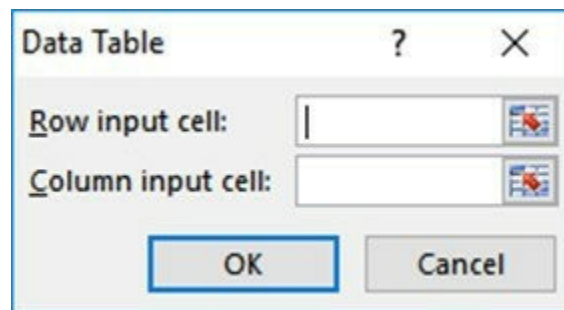 Data Table ? ×
Row input cell:
Column input cell:
OK Cancel